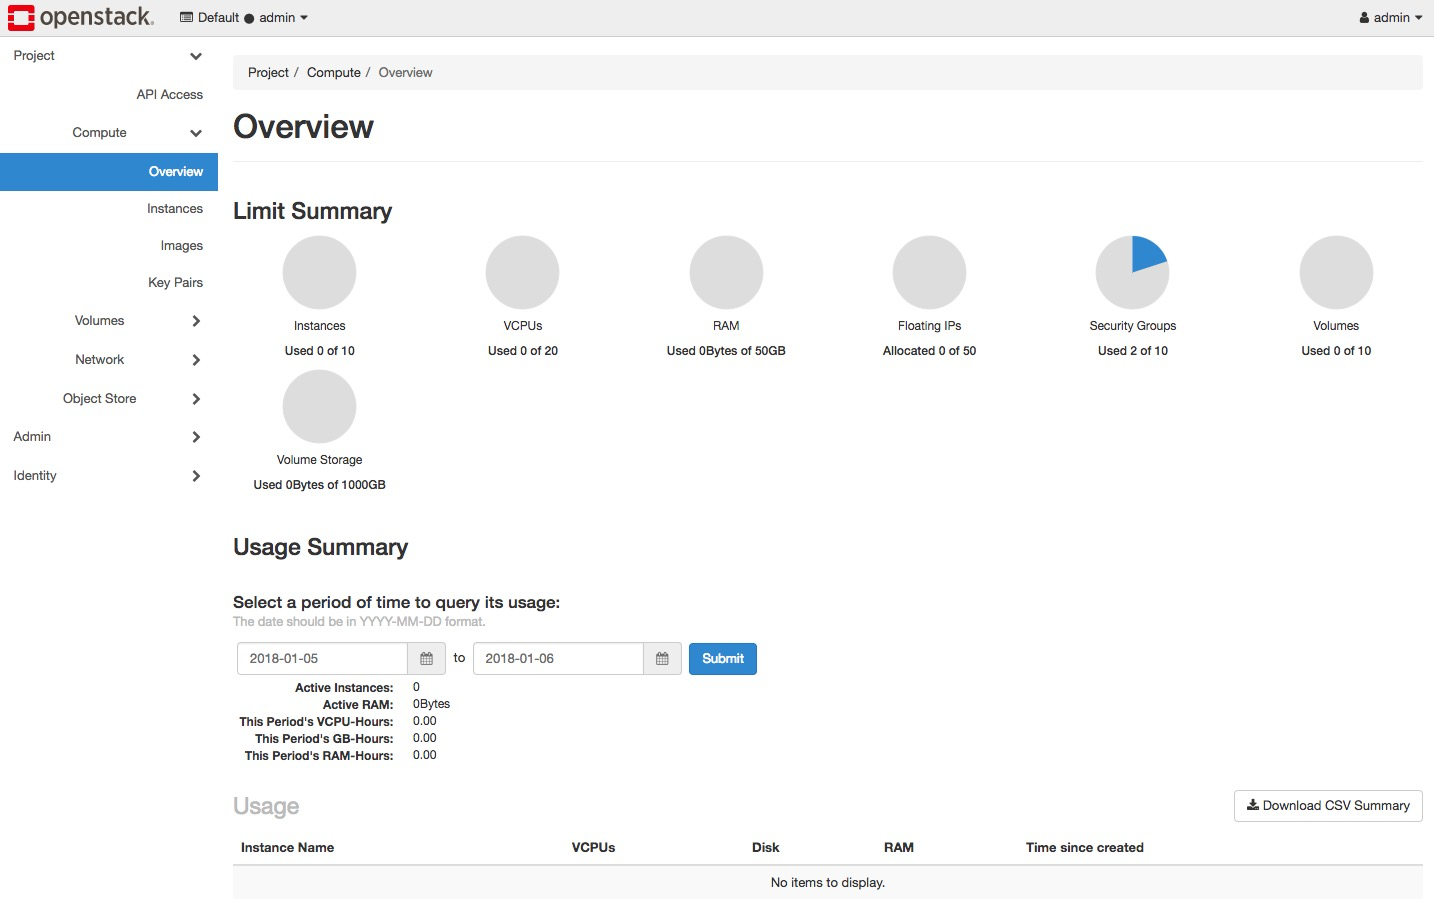 openstack. Default ● admin admin
Project
API Access
Compute
Overview
Instances
Images
Key Pairs
Volumes
Network
Object Store
Admin
Identity
Project / Compute / Overview
Overview
Limit Summary
Instances
Used 0 of 10
VCPUs
Used 0 of 20
RAM
Used 0Bytes of 50GB
Floating IPs
Allocated 0 of 50
Security Groups
Used 2 of 10
Volumes
Used 0 of 10
Volume Storage
Used 0Bytes of 1000GB
Usage Summary
Select a period of time to query its usage:
The date should be in YYYY-MM-DD format.
2018-01-05 to 2018-01-06 Submit
Active Instances: 0
Active RAM: 0Bytes
This Period's VCPU-Hours: 0.00
This Period's GB-Hours: 0.00
This Period's RAM-Hours: 0.00
Usage Download CSV Summary
Instance Name VCPUs Disk RAM Time since created
No items to display.